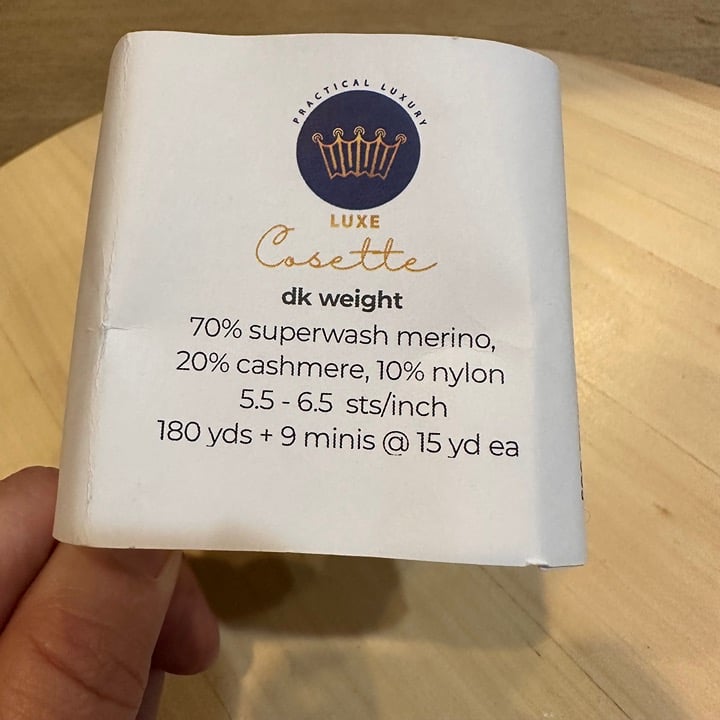 PRACTICAL LUXURY
LUXE
Cosette
dk weight
70% superwash merino,
20% cashmere, 10% nylon
5.5 - 6.5 sts/inch
180 yds + 9 minis @ 15 yd ea